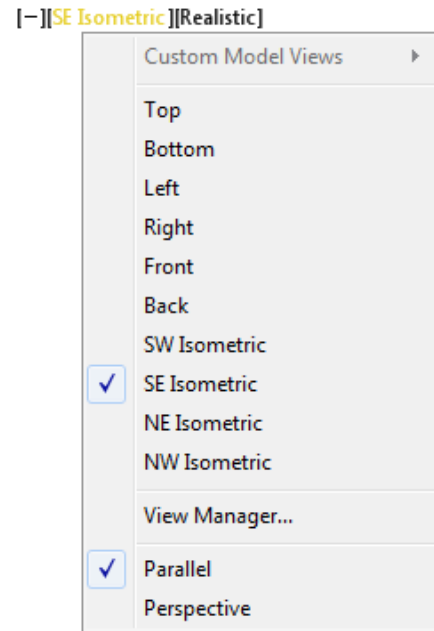 [−][SE Isometric][Realistic]
Custom Model Views
Top
Bottom
Left
Right
Front
Back
SW Isometric
SE Isometric
NE Isometric
NW Isometric
View Manager...
Parallel
Perspective